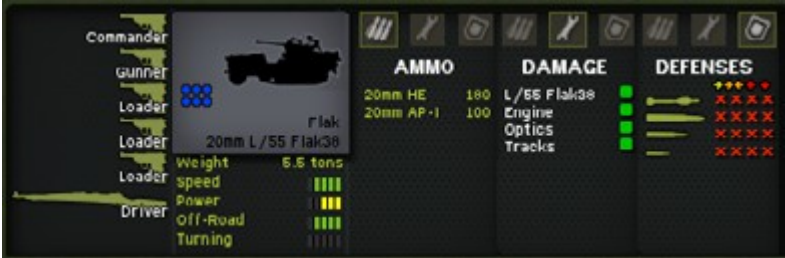 Commander
Gunner
Loader
Loader
Loader
Driver
Flak
20mm L/55 Flak38
Weight 5.5 tons
Speed
Power
Off-Road
Turning
AMMO
20mm HE 180
20mm AP-I 100
DAMAGE
L/55 Flak38
Engine
Optics
Tracks
DEFENSES